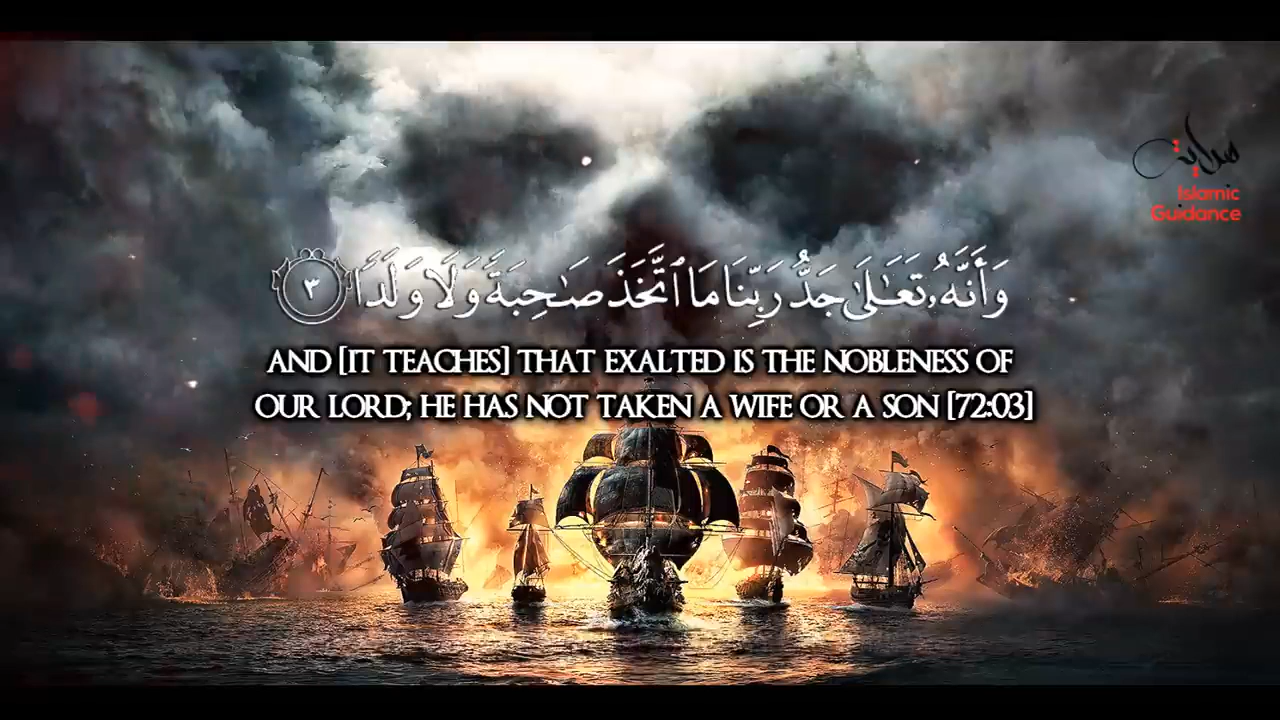 هداية
Islamic
Guidance
وَأَنَّهُۥ تَعَـٰلَىٰ جَدُّ رَبِّنَا مَا ٱتَّخَذَ صَـٰحِبَةً وَلَا وَلَدًا ٣
AND [IT TEACHES] THAT EXALTED IS THE NOBLENESS OF
OUR LORD; HE HAS NOT TAKEN A WIFE OR A SON [72:03]